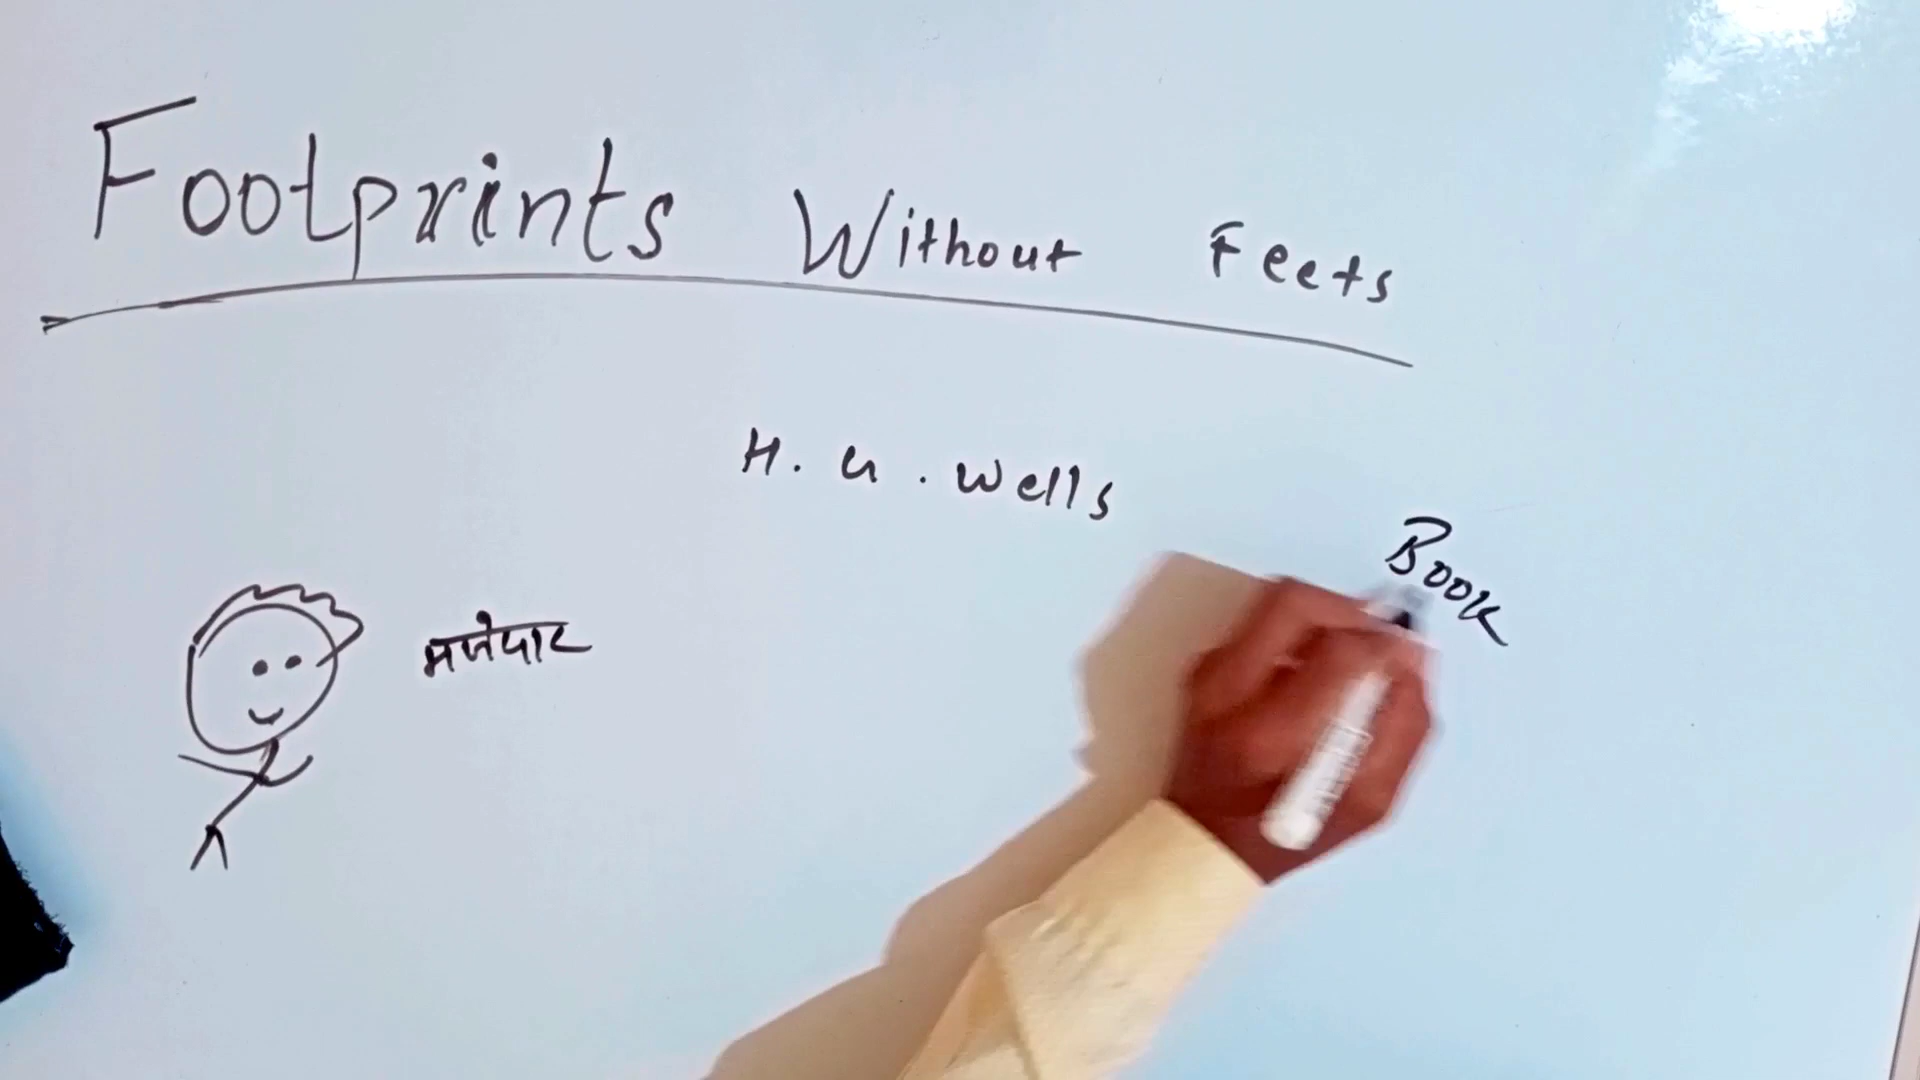 Footprints Without Feets
H. G. Wells
Book
मजेदार